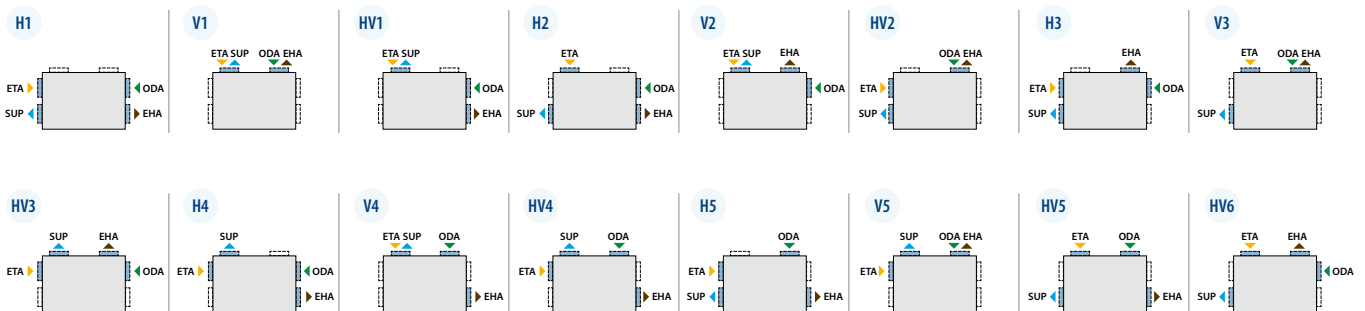 H1 V1 HV1 H2 V2 HV2 H3 V3
ETA SUP ODA EHA ETA SUP ETA ETA SUP EHA ODA EHA EHA ETA ODA EHA
ETA ODA ODA ODA ODA ETA ETA ODA
SUP EHA EHA SUP EHA SUP SUP SUP
HV3 H4 V4 HV4 H5 V5 HV5 HV6
SUP EHA SUP ETA SUP ODA SUP ODA ODA SUP ODA EHA ETA ODA ETA EHA
ETA ODA ETA ODA ETA ETA ETA ODA
EHA EHA EHA SUP EHA SUP EHA SUP